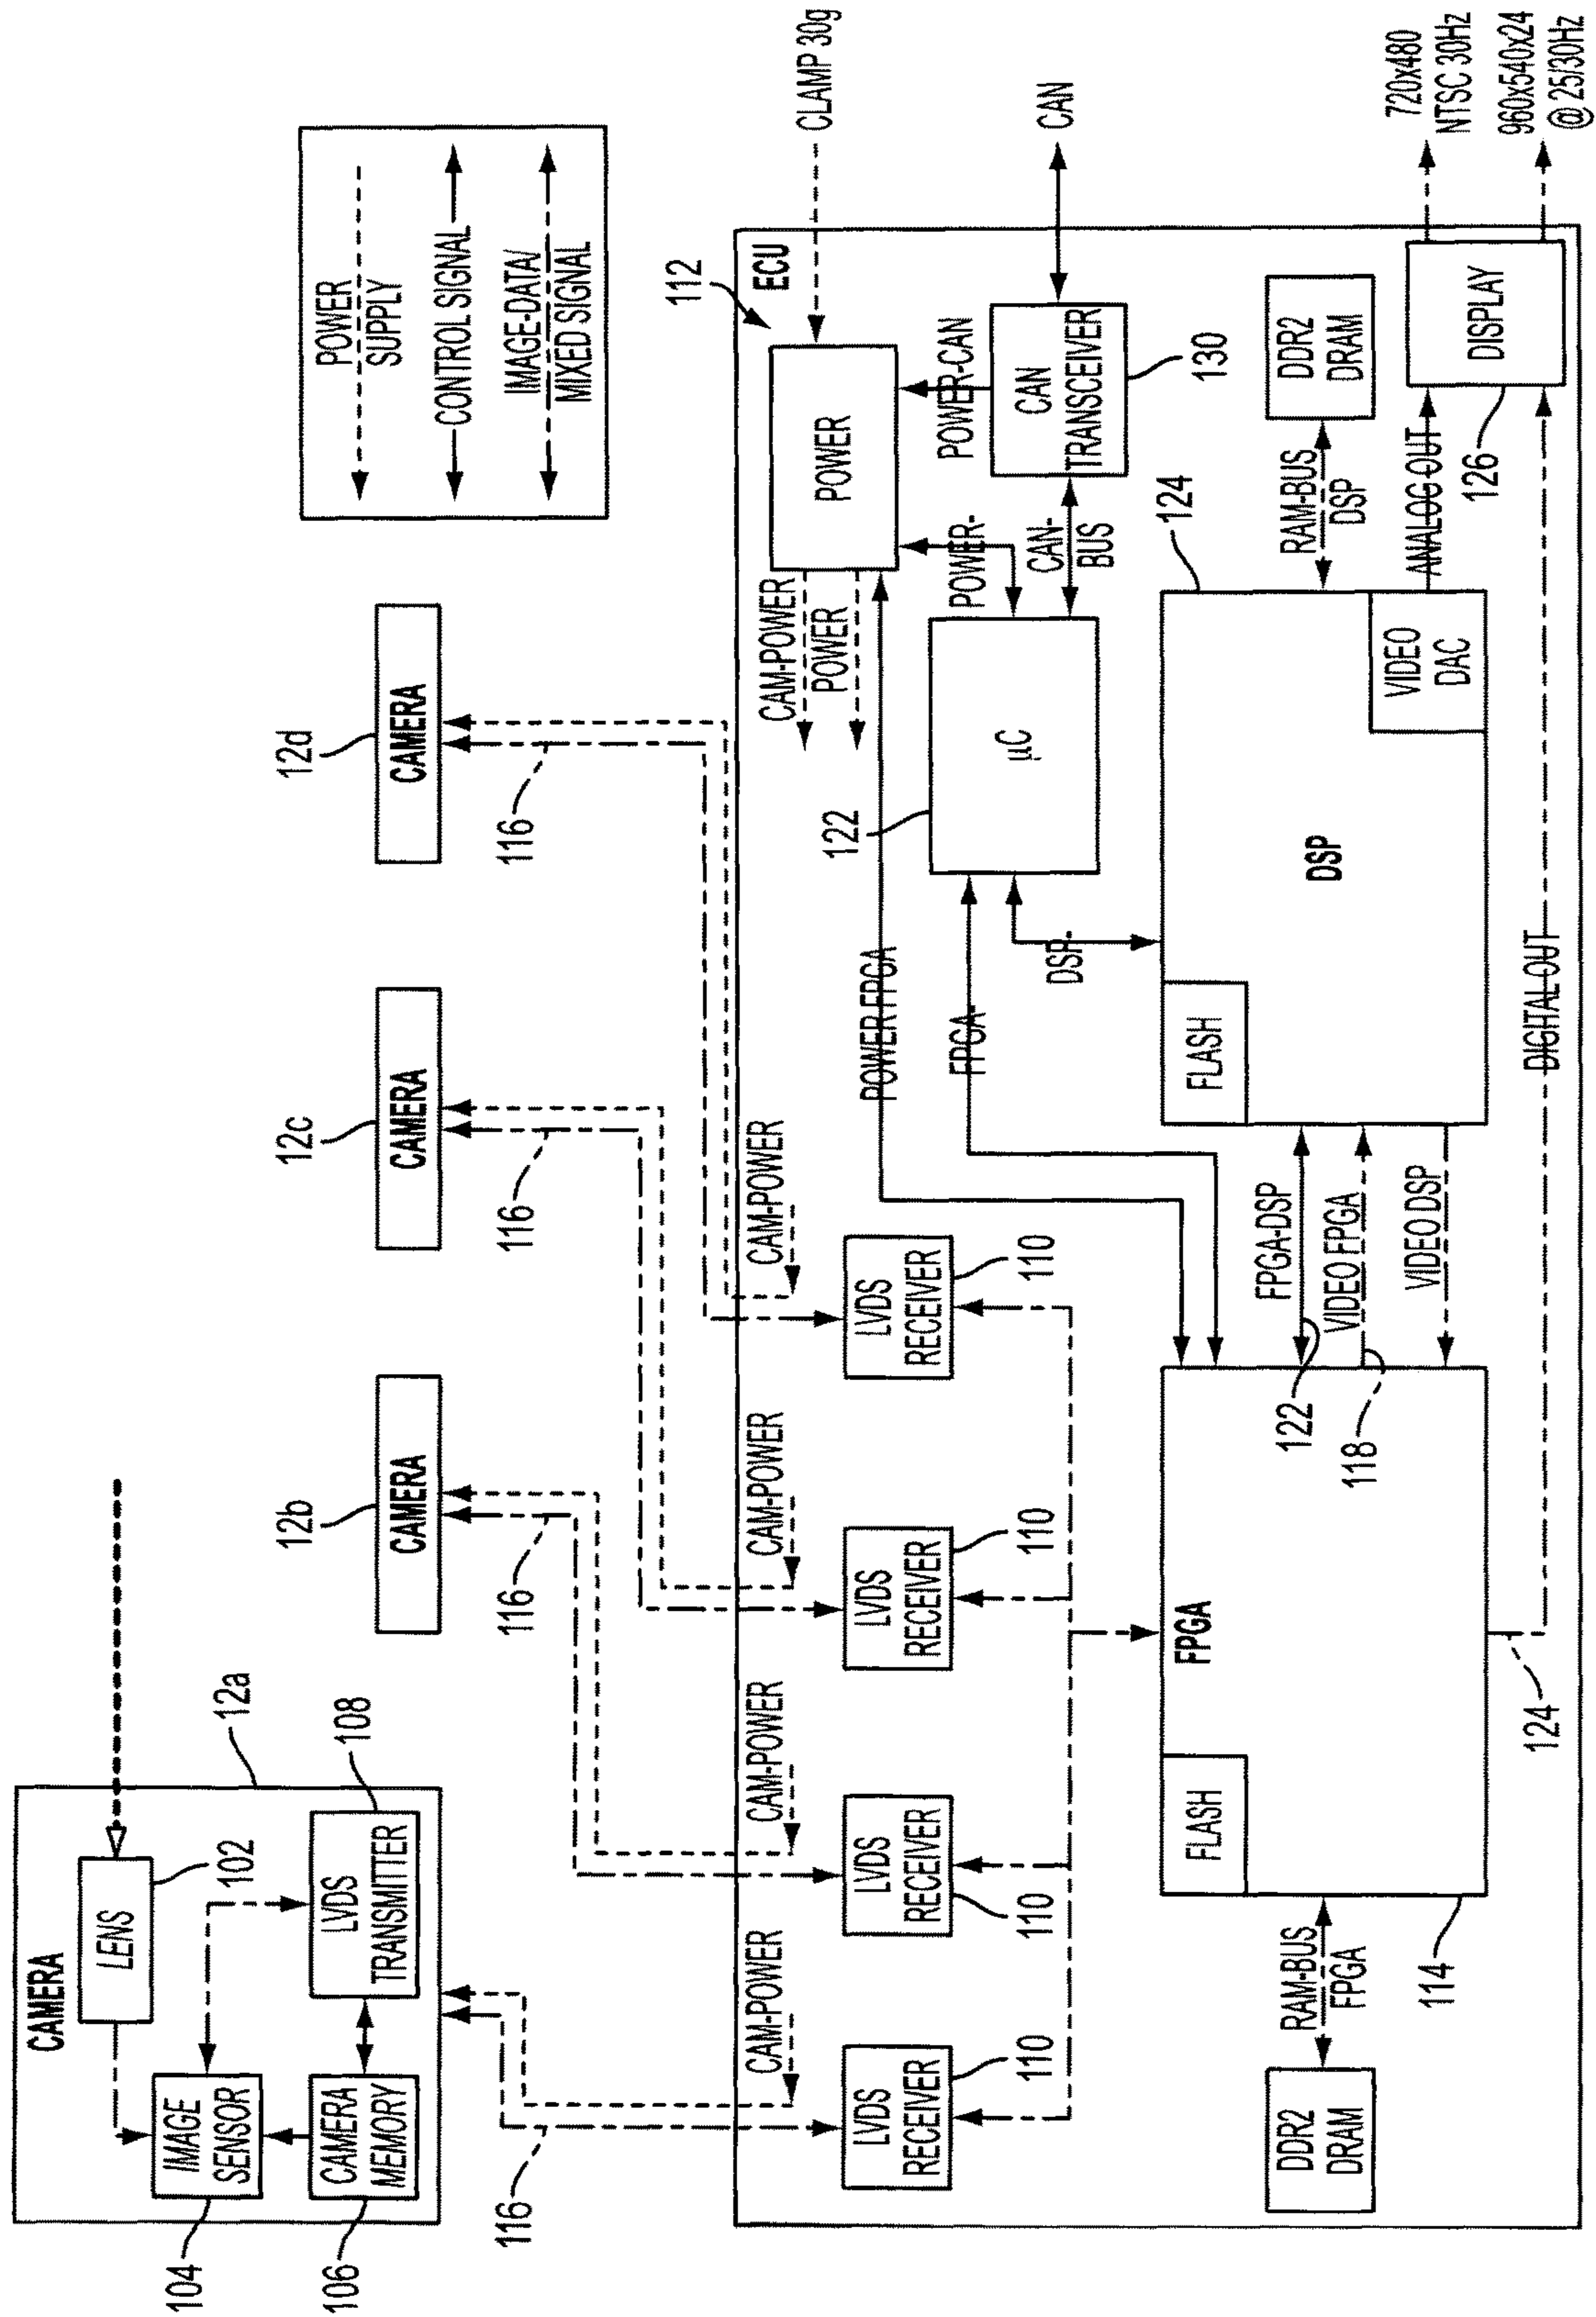 CAMERA
LENS
102
IMAGE
SENSOR
104
CAMERA
MEMORY
106
LVDS
TRANSMITTER
108
12a
116
12b
CAMERA
116
12c
CAMERA
116
12d
CAMERA
116
POWER
SUPPLY
CONTROL SIGNAL
IMAGE-DATA/
MIXED SIGNAL
112
ECU
CAM-POWER
CAM-POWER
CAM-POWER
CAM-POWER
LVDS
RECEIVER
110
LVDS
RECEIVER
110
LVDS
RECEIVER
110
LVDS
RECEIVER
110
CAM-POWER
POWER
POWER
CLAMP 30g
POWER-CAN
CAN
TRANSCEIVER
130
CAN
POWER-
CAN-
BUS
µC
122
POWER FPGA
FPGA-
DSP-
DDR2
DRAM
RAM-BUS
FPGA
FLASH
FPGA
114
122
118
FPGA-DSP
VIDEO FPGA
VIDEO DSP
FLASH
DSP
VIDEO
DAC
124
RAM-BUS
DSP
DDR2
DRAM
ANALOG OUT
126
DISPLAY
720x480
NTSC 30Hz
960x540x24
@ 25/30Hz
124
DIGITAL OUT